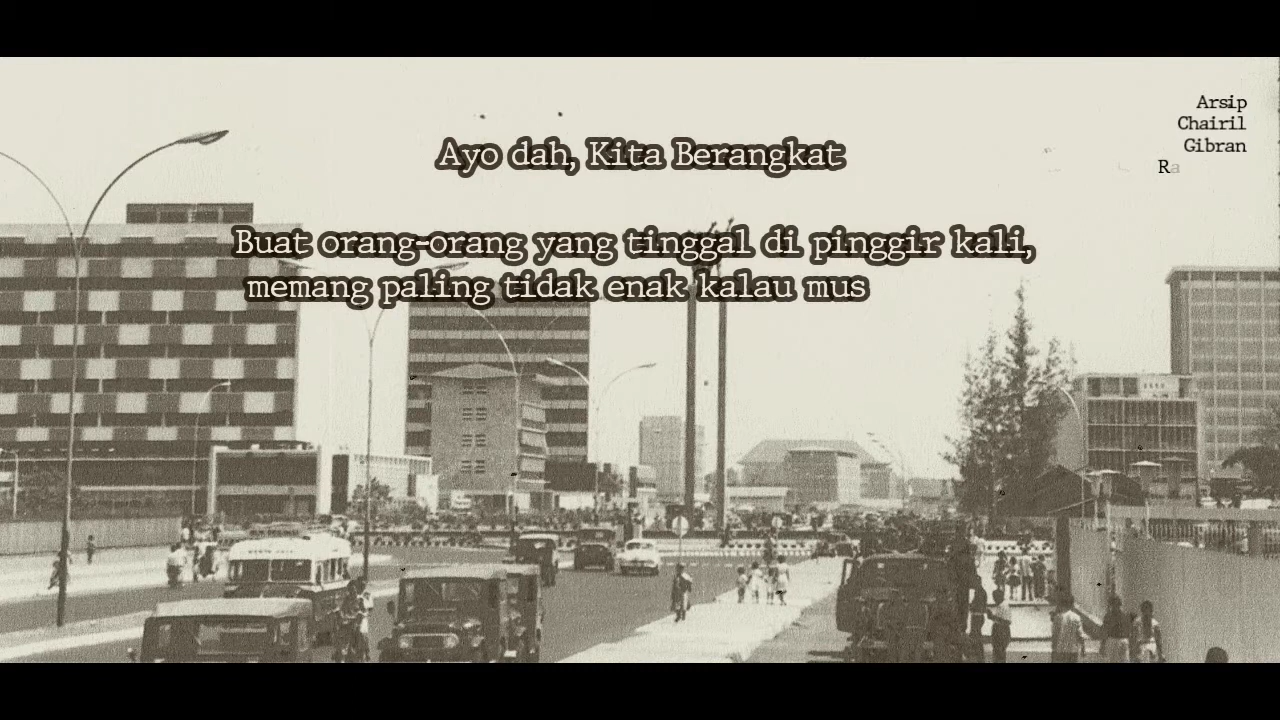 Arsip
Chairil
Gibran
Ra
Ayo dah, Kita Berangkat
Buat orang-orang yang tinggal di pinggir kali,
memang paling tidak enak kalau mus